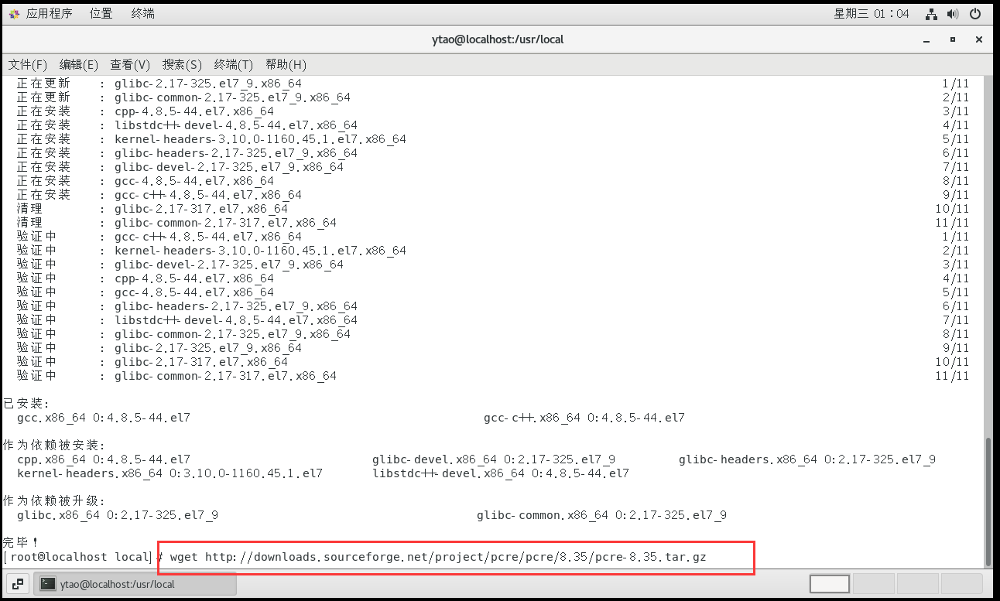 应用程序 位置 终端 星期三 01：04
ytao@localhost:/usr/local
文件(F) 编辑(E) 查看(V) 搜索(S) 终端(T) 帮助(H)
正在更新 : glibc-2.17-325.el7_9.x86_64 1/11
正在更新 : glibc-common-2.17-325.el7_9.x86_64 2/11
正在安装 : cpp-4.8.5-44.el7.x86_64 3/11
正在安装 : libstdc++-devel-4.8.5-44.el7.x86_64 4/11
正在安装 : kernel-headers-3.10.0-1160.45.1.el7.x86_64 5/11
正在安装 : glibc-headers-2.17-325.el7_9.x86_64 6/11
正在安装 : glibc-devel-2.17-325.el7_9.x86_64 7/11
正在安装 : gcc-4.8.5-44.el7.x86_64 8/11
正在安装 : gcc-c++-4.8.5-44.el7.x86_64 9/11
清理 : glibc-2.17-317.el7.x86_64 10/11
清理 : glibc-common-2.17-317.el7.x86_64 11/11
验证中 : gcc-c++-4.8.5-44.el7.x86_64 1/11
验证中 : kernel-headers-3.10.0-1160.45.1.el7.x86_64 2/11
验证中 : glibc-devel-2.17-325.el7_9.x86_64 3/11
验证中 : cpp-4.8.5-44.el7.x86_64 4/11
验证中 : gcc-4.8.5-44.el7.x86_64 5/11
验证中 : glibc-headers-2.17-325.el7_9.x86_64 6/11
验证中 : libstdc++-devel-4.8.5-44.el7.x86_64 7/11
验证中 : glibc-common-2.17-325.el7_9.x86_64 8/11
验证中 : glibc-2.17-325.el7_9.x86_64 9/11
验证中 : glibc-2.17-317.el7.x86_64 10/11
验证中 : glibc-common-2.17-317.el7.x86_64 11/11
已安装:
gcc.x86_64 0:4.8.5-44.el7 gcc-c++.x86_64 0:4.8.5-44.el7
作为依赖被安装:
cpp.x86_64 0:4.8.5-44.el7 glibc-devel.x86_64 0:2.17-325.el7_9 glibc-headers.x86_64 0:2.17-325.el7_9
kernel-headers.x86_64 0:3.10.0-1160.45.1.el7 libstdc++-devel.x86_64 0:4.8.5-44.el7
作为依赖被升级:
glibc.x86_64 0:2.17-325.el7_9 glibc-common.x86_64 0:2.17-325.el7_9
完毕！
[root@localhost local]# wget http://downloads.sourceforge.net/project/pcre/pcre/8.35/pcre-8.35.tar.gz
ytao@localhost:/usr/local